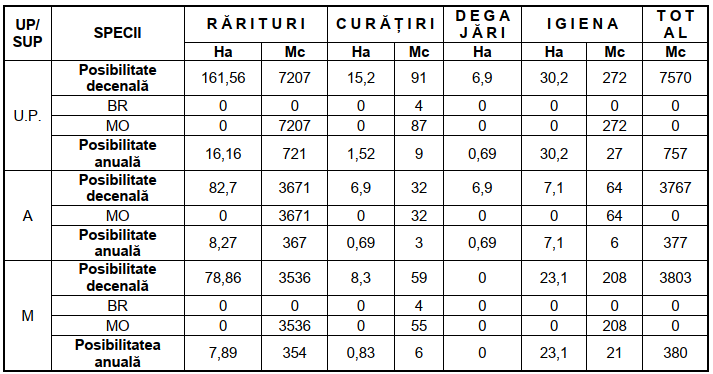 UP/ SUP SPECII RĂRITURI CURĂȚIRI DEGA JĂRI IGIENA TOT AL
Ha Mc Ha Mc Ha Ha Mc Mc
U.P. Posibilitate decenală 161,56 7207 15,2 91 6,9 30,2 272 7570
BR 0 0 0 4 0 0 0 0
MO 0 7207 0 87 0 0 272 0
Posibilitate anuală 16,16 721 1,52 9 0,69 30,2 27 757
A Posibilitate decenală 82,7 3671 6,9 32 6,9 7,1 64 3767
MO 0 3671 0 32 0 0 64 0
Posibilitate anuală 8,27 367 0,69 3 0,69 7,1 6 377
M Posibilitate decenală 78,86 3536 8,3 59 0 23,1 208 3803
BR 0 0 0 4 0 0 0 0
MO 0 3536 0 55 0 0 208 0
Posibilitatea anuală 7,89 354 0,83 6 0 23,1 21 380